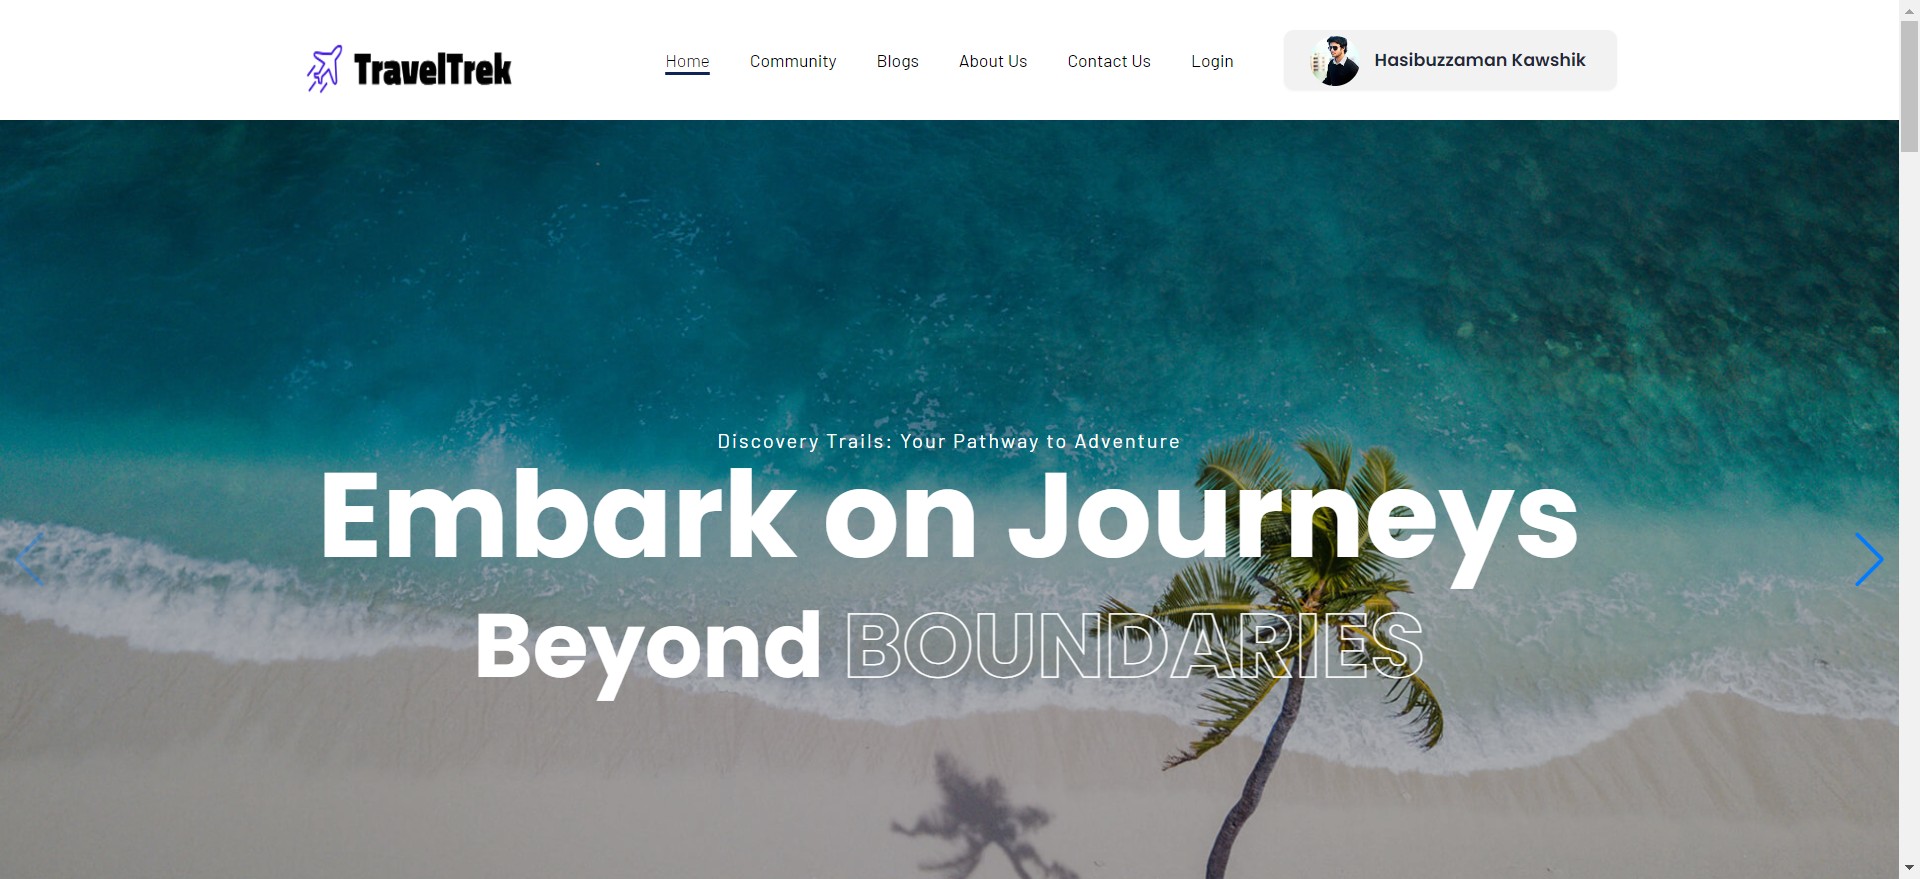 TravelTrek
Home
Community
Blogs
About Us
Contact Us
Login
Hasibuzzaman Kawshik
Discovery Trails: Your Pathway to Adventure
Embark on Journeys
Beyond BOUNDARIES